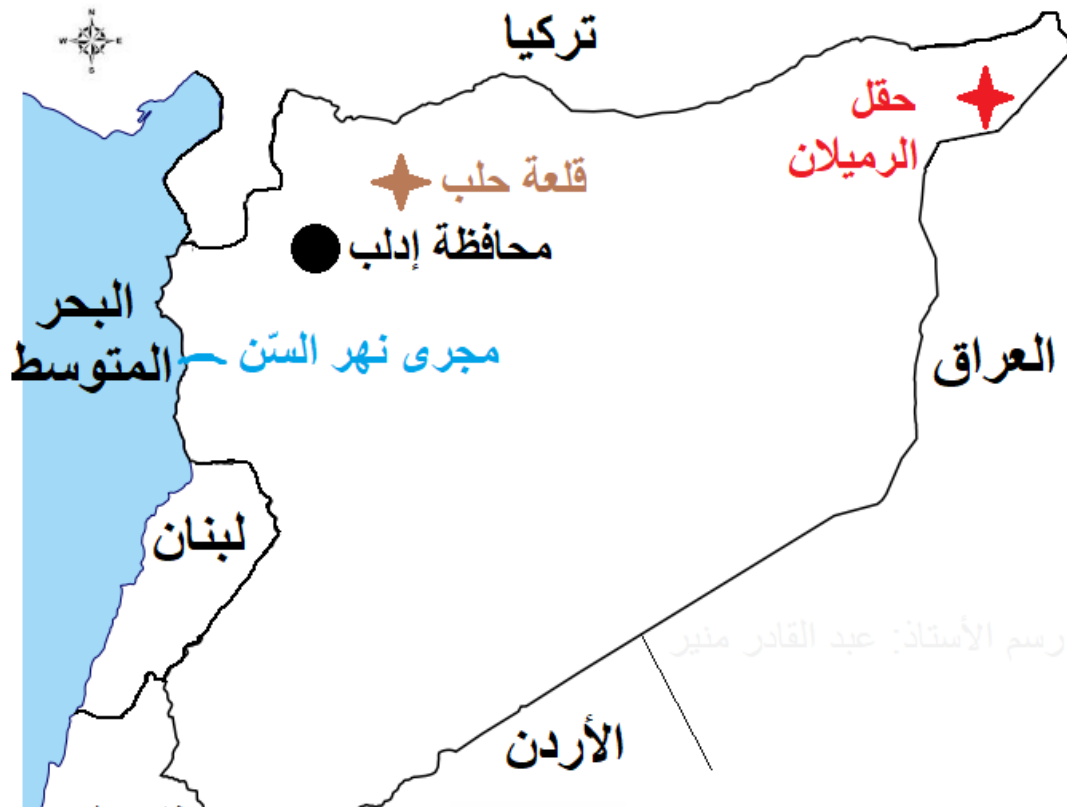 N
W
E
S
تركيا
حقل
الرميلان
قلعة حلب
محافظة إدلب
البحر
المتوسط
مجرى نهر السّن
العراق
لبنان
رسم الأستاذ: عبد القادر منير
الأردن